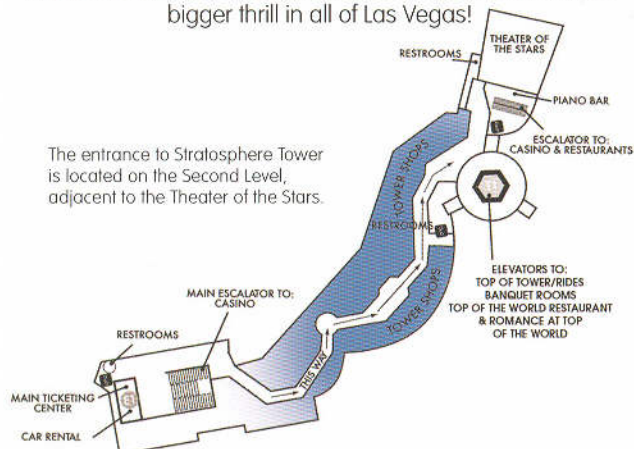 bigger thrill in all of Las Vegas!
THEATER OF
THE STARS
RESTROOMS
PIANO BAR
ESCALATOR TO:
CASINO & RESTAURANTS
The entrance to Stratosphere Tower
is located on the Second Level,
adjacent to the Theater of the Stars.
TOWER SHOPS
RESTROOMS
ELEVATORS TO:
TOP OF TOWER/RIDES
BANQUET ROOMS
TOP OF THE WORLD RESTAURANT
& ROMANCE AT TOP
OF THE WORLD
MAIN ESCALATOR TO:
CASINO
TOWER SHOPS
RESTROOMS
THIS WAY
MAIN TICKETING
CENTER
CAR RENTAL